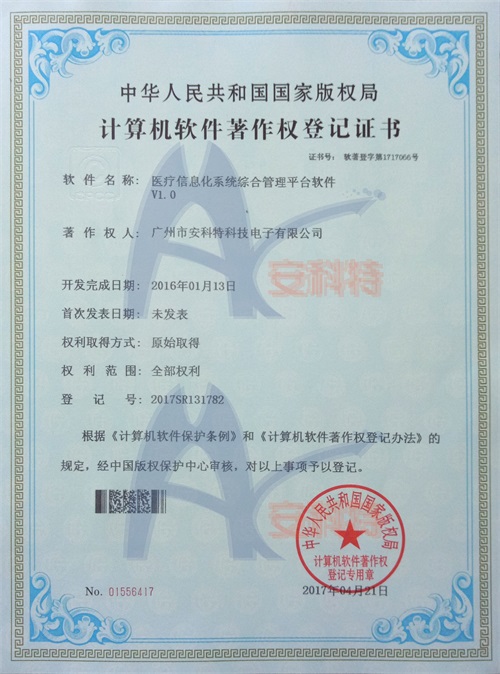 中华人民共和国国家版权局
计算机软件著作权登记证书
证书号： 软著登字第1717066号
软件名称： 医疗信息化系统综合管理平台软件
V1.0
著作权人： 广州市安科特科技电子有限公司
安科特
开发完成日期： 2016年01月13日
首次发表日期： 未发表
权利取得方式： 原始取得
权利范围： 全部权利
登记号： 2017SR131782
根据《计算机软件保护条例》和《计算机软件著作权登记办法》的
规定，经中国版权保护中心审核，对以上事项予以登记。
安科特
中华人民共和国国家版权局
计算机软件著作权
登记专用章
No. 01556417
2017年04月21日